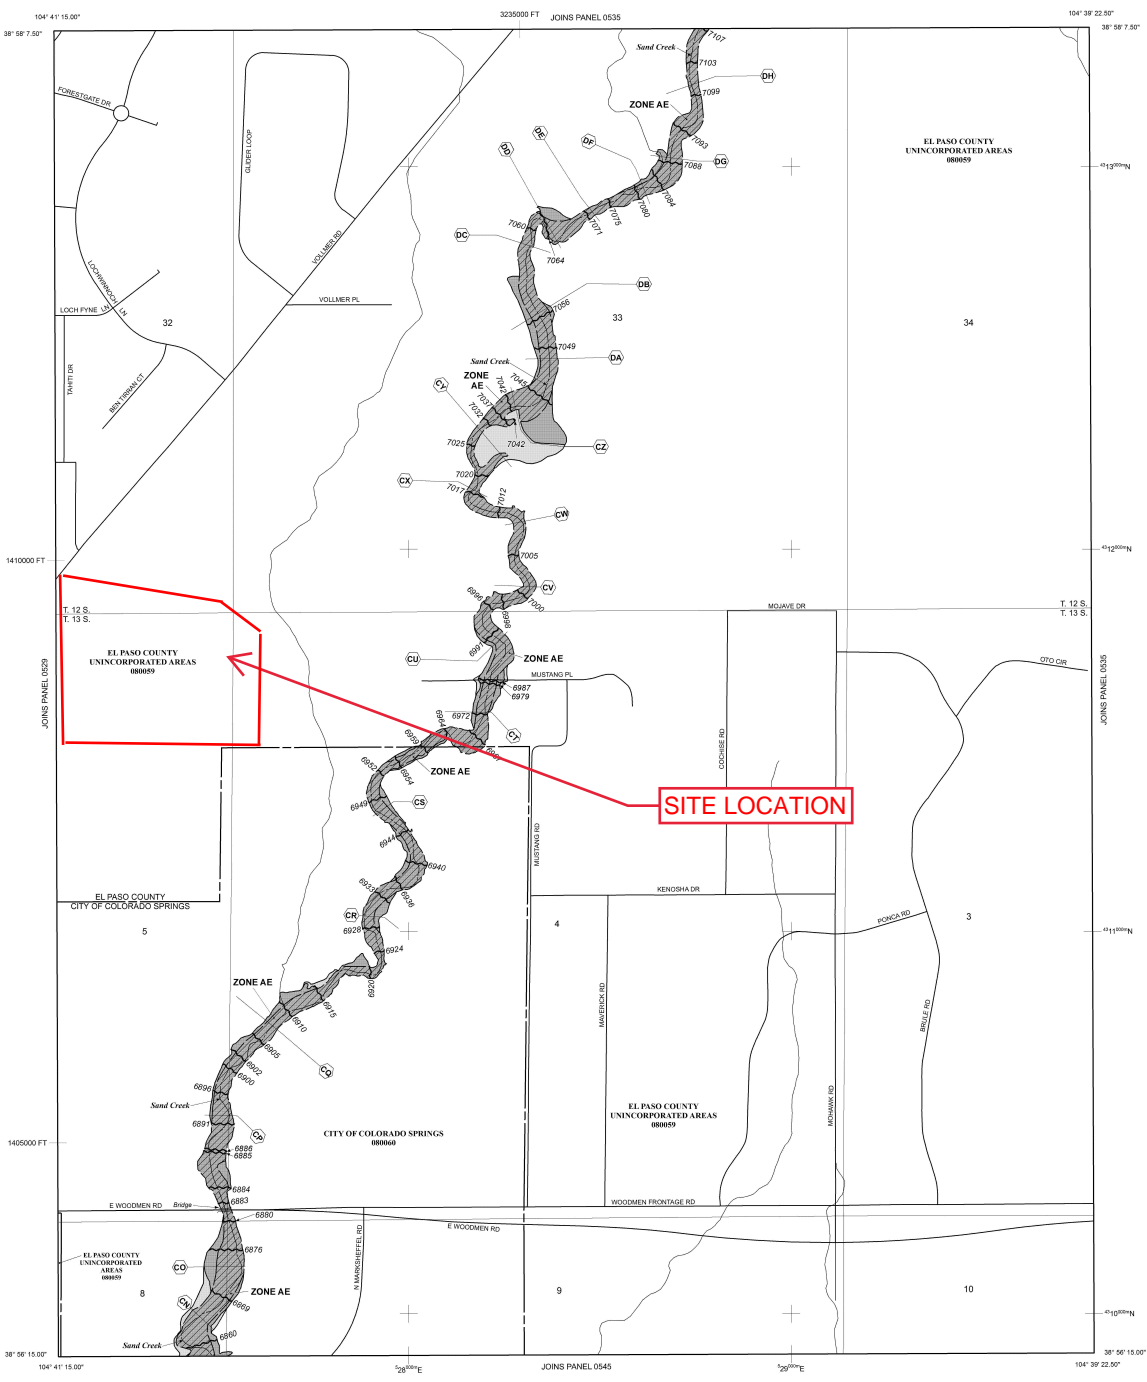 104° 41' 15.00"
3235000 FT
JOINS PANEL 0535
104° 39' 22.50"
38° 58' 7.50"
38° 58' 7.50"
7107
Sand Creek
7103
DH
FORESTGATE DR
7099
ZONE AE
GLIDER LOOP
7093
DE
DF
DD
EL PASO COUNTY
UNINCORPORATED AREAS
080059
DG
7088
4313000mN
7084
7080
7075
7071
7060
DC
VOLLMER RD
7064
LOCHWINNOCH LN
DB
VOLLMER PL
7056
LOCH FYNE LN
32
33
34
7049
Sand Creek
DA
TAHITI DR
ZONE
AE
BEN TIRRAN CT
CY
7045
7042
7037
7032
7025
7042
CZ
7020
CX
7017
7012
CW
4312000mN
7005
1410000 FT
CV
6996
7000
T. 12 S.
T. 13 S.
MOJAVE DR
T. 12 S.
T. 13 S.
6998
6991
EL PASO COUNTY
UNINCORPORATED AREAS
080059
CU
ZONE AE
OTO CIR
JOINS PANEL 0529
JOINS PANEL 0535
MUSTANG PL
6987
6979
6972
6964
CT
6959
6967
COCHISE RD
6952
6954
ZONE AE
6949
CS
SITE LOCATION
6944
MUSTANG RD
6940
6933
6936
KENOSHA DR
EL PASO COUNTY
CITY OF COLORADO SPRINGS
CR
PONCA RD
5
6928
4
3
4311000mN
6924
6920
ZONE AE
MAVERICK RD
6915
BRULE RD
6910
6905
6902
6900
CQ
6896
Sand Creek
MOHAWK RD
6891
CP
EL PASO COUNTY
UNINCORPORATED AREAS
080059
CITY OF COLORADO SPRINGS
080060
1405000 FT
6886
6885
6884
6883
E WOODMEN RD
Bridge
WOODMEN FRONTAGE RD
6880
E WOODMEN RD
6876
N MARKSHEFFEL RD
EL PASO COUNTY
UNINCORPORATED
AREAS
080059
CO
8
ZONE AE
9
10
CN
6869
4310000mN
6860
Sand Creek
38° 56' 15.00"
38° 56' 15.00"
104° 41' 15.00"
528000mE
JOINS PANEL 0545
529000mE
104° 39' 22.50"